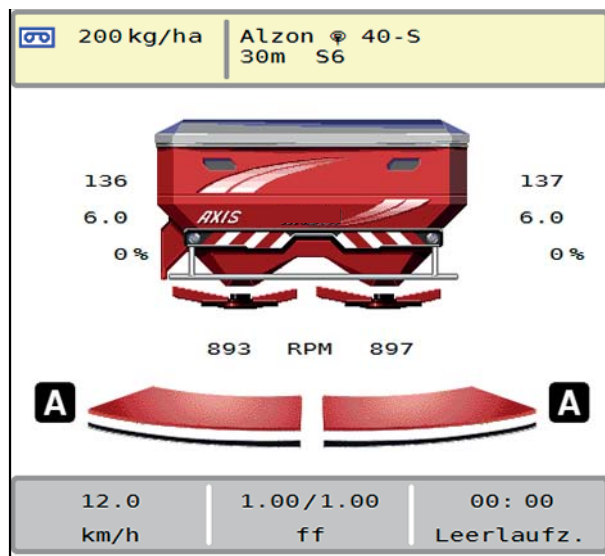 200 kg/ha
Alzon ® 40-S
30m S6
136
137
6.0
AXIS
6.0
0 %
0 %
893 RPM 897
A
A
12.0
1.00/1.00
00: 00
km/h
ff
Leerlaufz.